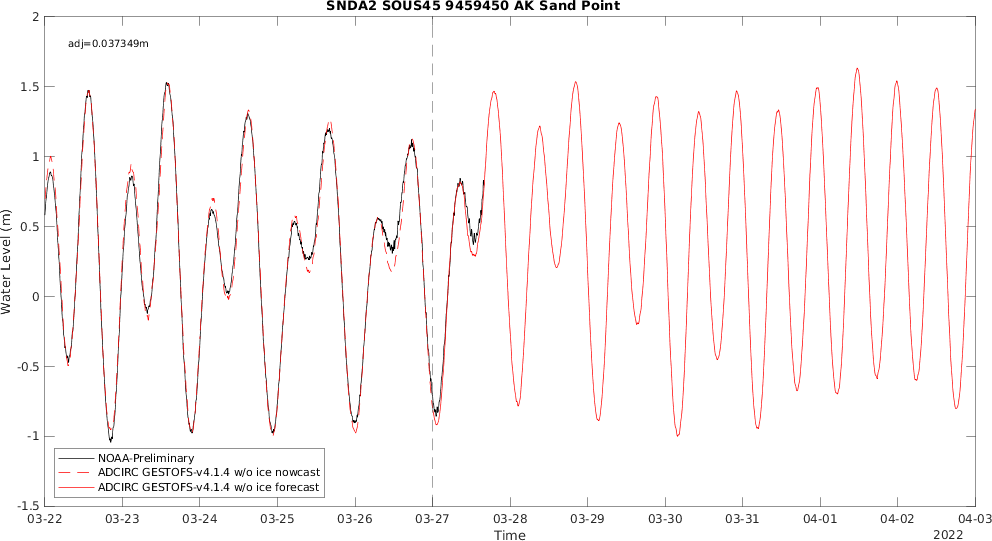 SNDA2 SOUS45 9459450 AK Sand Point
adj=0.037349m
Water Level (m)
2
1.5
1
0.5
0
-0.5
-1
-1.5
NOAA-Preliminary
ADCIRC GESTOFS-v4.1.4 w/o ice nowcast
ADCIRC GESTOFS-v4.1.4 w/o ice forecast
03-22 03-23 03-24 03-25 03-26 03-27 03-28 03-29 03-30 03-31 04-01 04-02 04-03
Time
2022